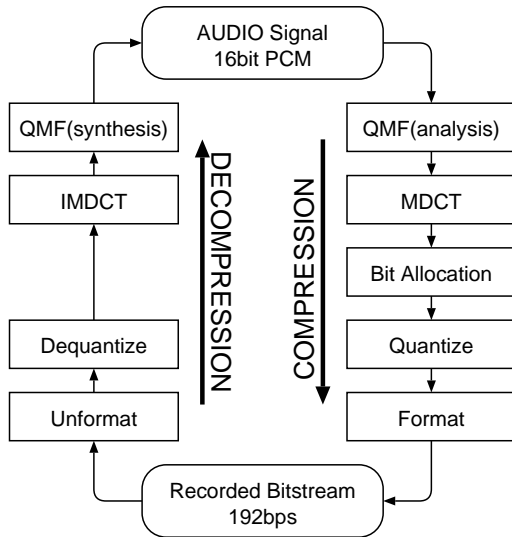 AUDIO Signal
16bit PCM
QMF(synthesis)
QMF(analysis)
IMDCT
MDCT
DECOMPRESSION
COMPRESSION
Bit Allocation
Dequantize
Quantize
Unformat
Format
Recorded Bitstream
192bps